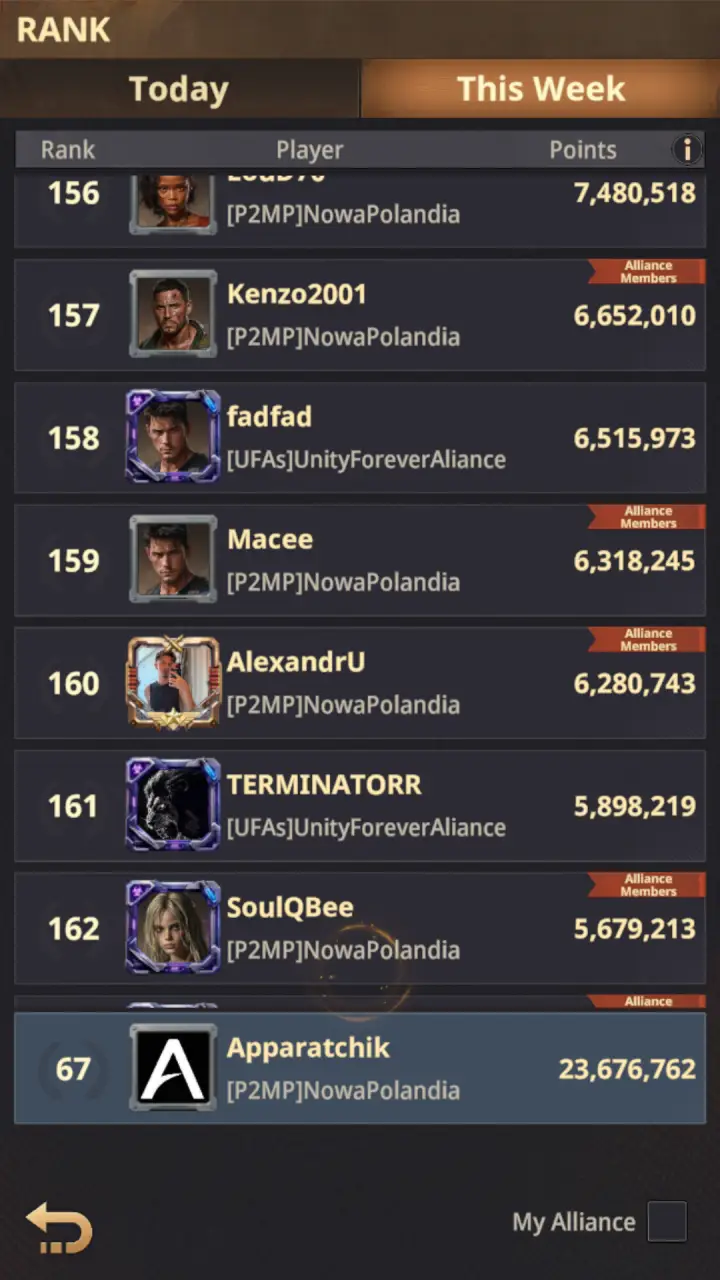 RANK
Today
This Week
Rank
Player
Points
156
[P2MP]NowaPolandia
7,480,518
Alliance
Members
157
Kenzo2001
[P2MP]NowaPolandia
6,652,010
158
fadfad
[UFAs]UnityForeverAliance
6,515,973
Alliance
Members
159
Macee
[P2MP]NowaPolandia
6,318,245
Alliance
Members
160
AlexandrU
[P2MP]NowaPolandia
6,280,743
161
TERMINATORR
[UFAs]UnityForeverAliance
5,898,219
Alliance
Members
162
SoulQBee
[P2MP]NowaPolandia
5,679,213
Alliance
67
Apparatchik
[P2MP]NowaPolandia
23,676,762
My Alliance